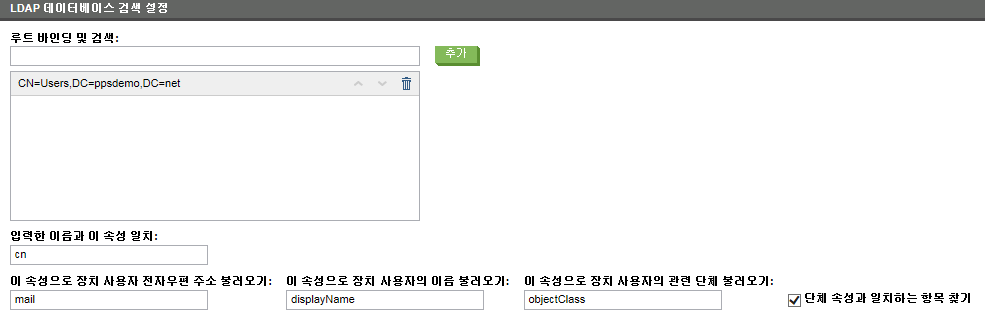 LDAP 데이터베이스 검색 설정
루트 바인딩 및 검색:
추가
CN=Users,DC=ppsdemo,DC=net
입력한 이름과 이 속성 일치:
cn
이 속성으로 장치 사용자 전자우편 주소 불러오기: 이 속성으로 장치 사용자의 이름 불러오기: 이 속성으로 장치 사용자의 관련 단체 불러오기:
mail displayName objectClass 단체 속성과 일치하는 항목 찾기